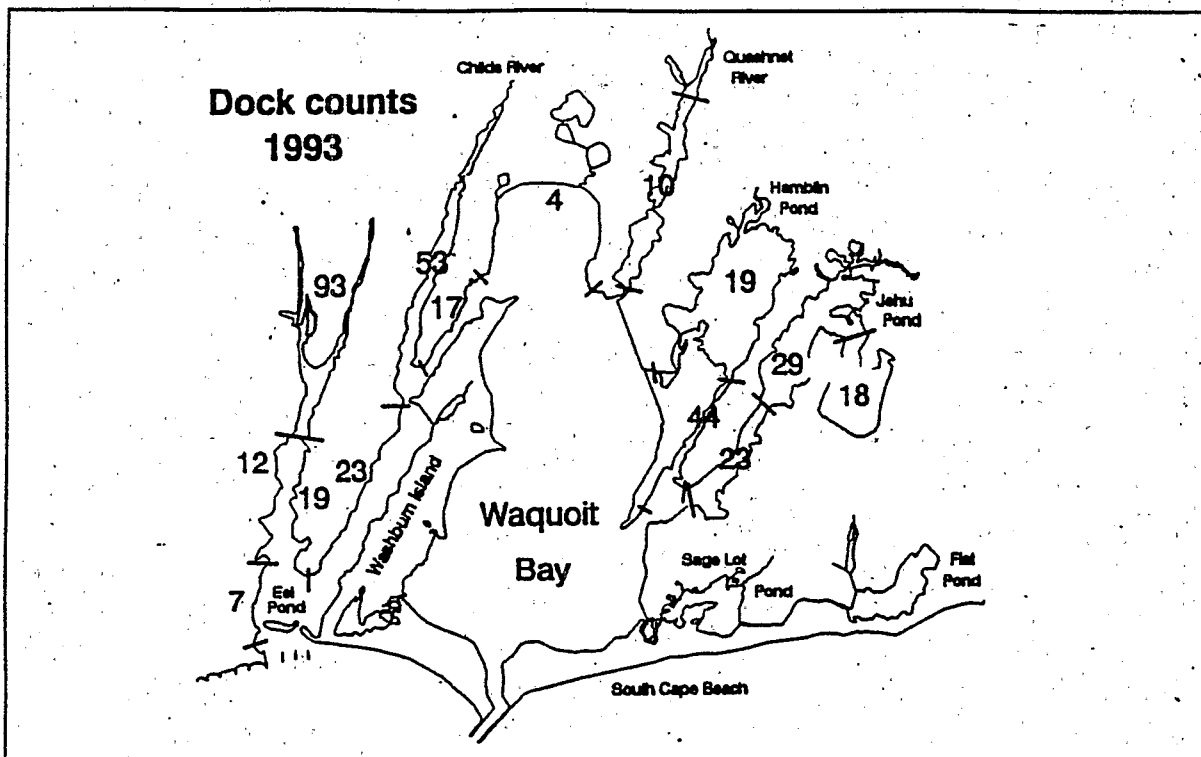 Dock counts
1993
Childs River
Quashnet
River
4
10
Hamblin
Pond
53
93
17
19
Jehu
Pond
29
18
44
12
19
23
23
Washburn Island
Waquoit
Bay
7
Eel
Pond
Sage Lot
Pond
Flat
Pond
South Cape Beach